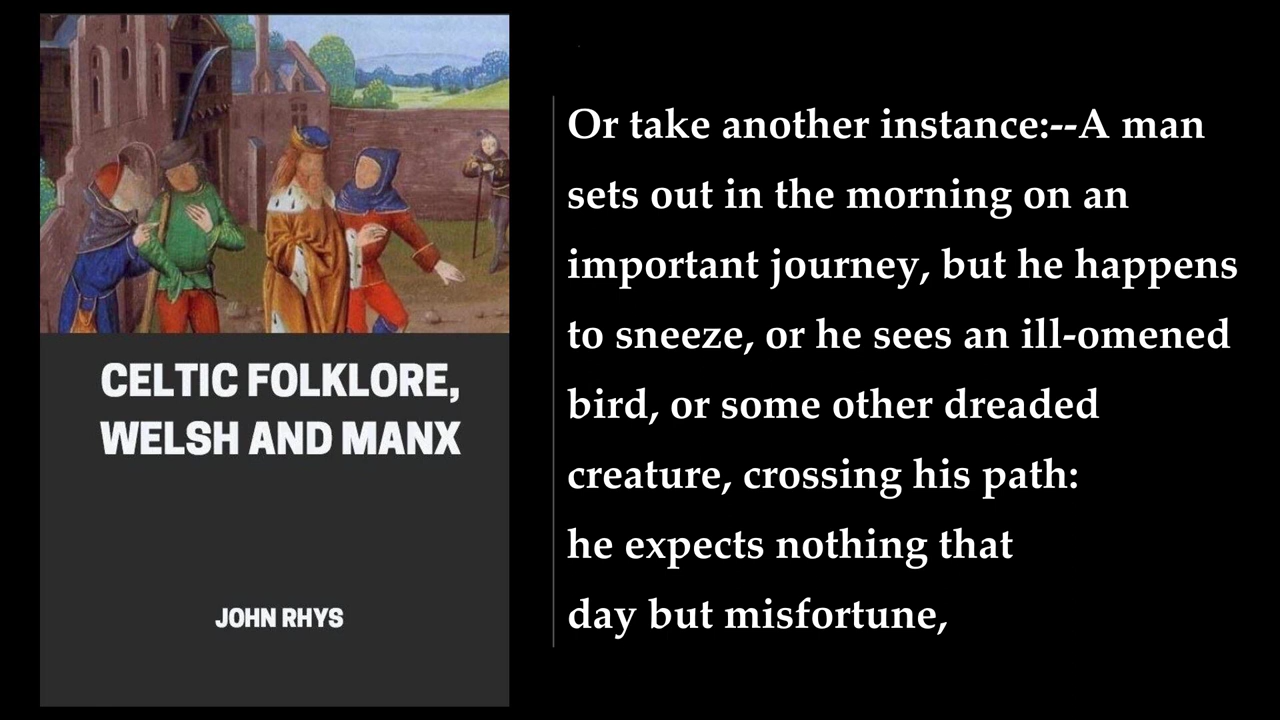 CELTIC FOLKLORE,
WELSH AND MANX
JOHN RHYS
Or take another instance:--A man
sets out in the morning on an
important journey, but he happens
to sneeze, or he sees an ill-omened
bird, or some other dreaded
creature, crossing his path:
he expects nothing that
day but misfortune,